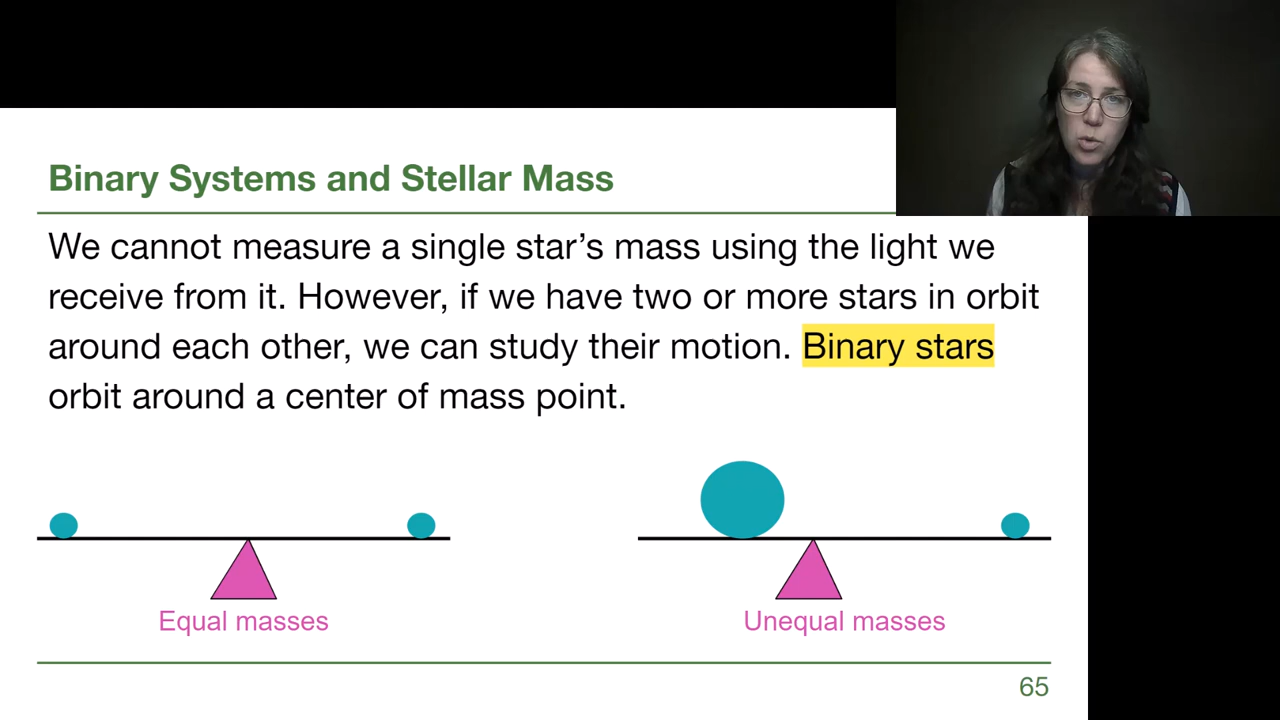 Binary Systems and Stellar Mass
We cannot measure a single star’s mass using the light we
receive from it. However, if we have two or more stars in orbit
around each other, we can study their motion. Binary stars
orbit around a center of mass point.
Equal masses
Unequal masses
65